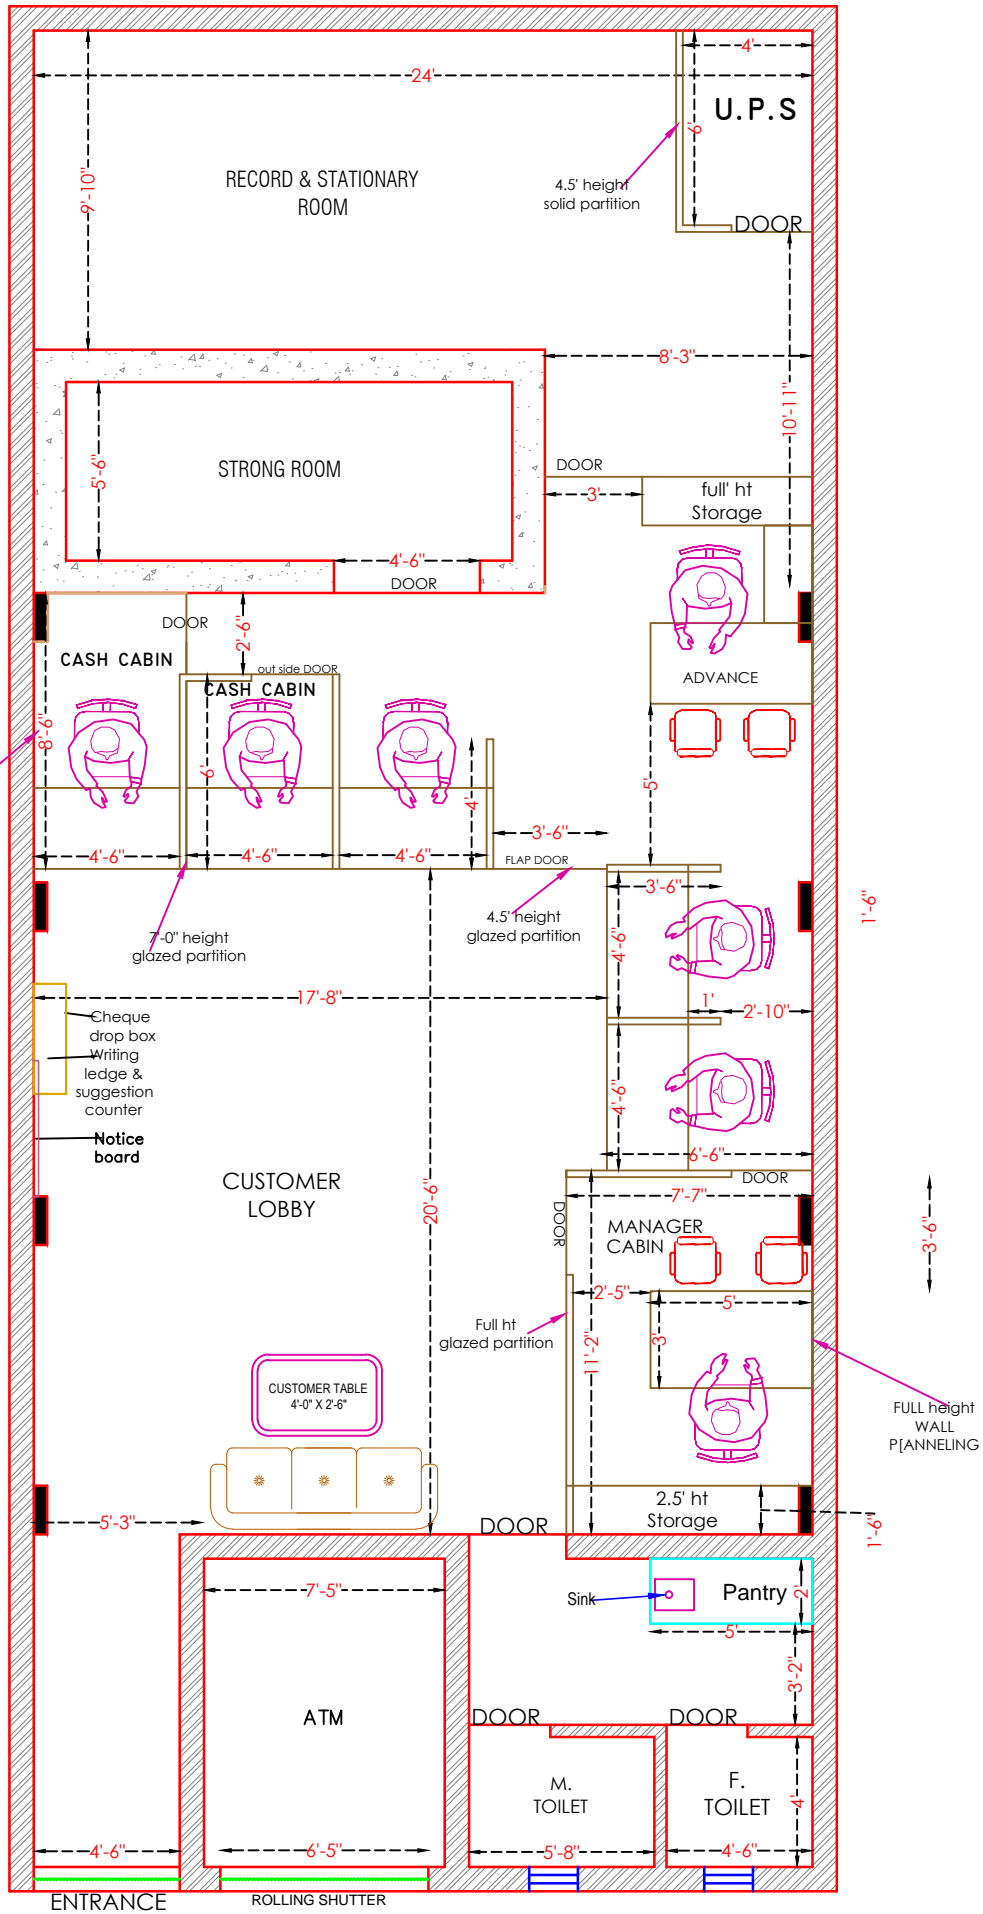 4'
24'
U.P.S
6'
9'-10"
RECORD & STATIONARY
ROOM
4.5' height
solid partition
DOOR
8'-3"
10'-11"
5'-6"
STRONG ROOM
DOOR
3'
full' ht
Storage
4'-6"
DOOR
DOOR
2'-6"
CASH CABIN
out side DOOR
CASH CABIN
ADVANCE
8'-6"
6'
4'
5'
4'-6"
4'-6"
4'-6"
3'-6"
FLAP DOOR
3'-6"
7'-0" height
glazed partition
4.5' height
glazed partition
4'-6"
1'-6"
17'-8"
1'
2'-10"
Cheque
drop box
Writing
ledge &
suggestion
counter
4'-6"
Notice
board
6'-6"
DOOR
7'-7"
CUSTOMER
LOBBY
20'-6"
DOOR
MANAGER
CABIN
3'-6"
2'-5"
5'
3'
11'-2"
Full ht
glazed partition
CUSTOMER TABLE
4'-0" X 2'-6"
FULL height
WALL
P[ANNELING
5'-3"
2.5' ht
Storage
1'-6"
DOOR
7'-5"
Sink
Pantry
2'
5'
3'-2"
ATM
DOOR
DOOR
M.
TOILET
F.
TOILET
4'
4'-6"
6'-5"
5'-8"
4'-6"
ENTRANCE
ROLLING SHUTTER